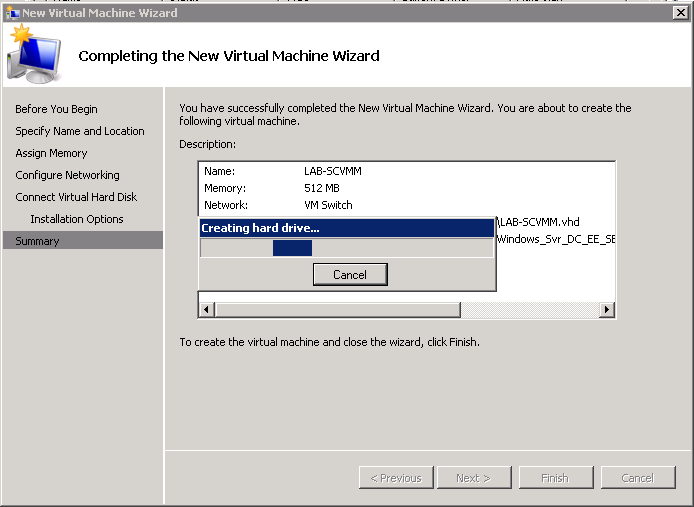 New Virtual Machine Wizard
Completing the New Virtual Machine Wizard
Before You Begin
Specify Name and Location
Assign Memory
Configure Networking
Connect Virtual Hard Disk
Installation Options
Summary
You have successfully completed the New Virtual Machine Wizard. You are about to create the
following virtual machine.
Description:
Name: LAB-SCVMM
Memory: 512 MB
Network: VM Switch
\LAB-SCVMM.vhd
Windows_Svr_DC_EE_SE
Creating hard drive...
Cancel
To create the virtual machine and close the wizard, click Finish.
< Previous Next > Finish Cancel